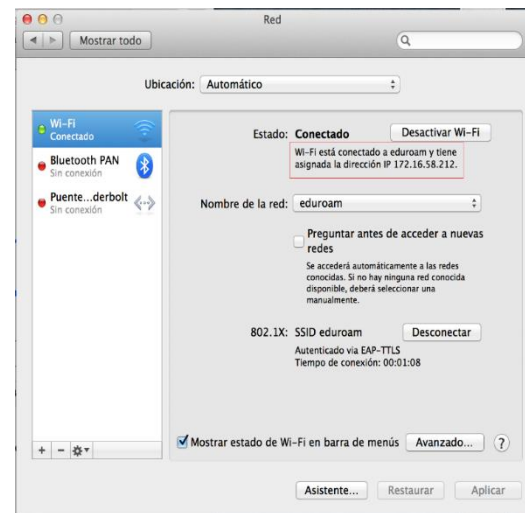 Red
Mostrar todo
Ubicación: Automático
Wi-Fi
Conectado
Bluetooth PAN
Sin conexión
Puente...derbolt
Sin conexión
Estado: Conectado
Desactivar Wi-Fi
Wi-Fi está conectado a eduroam y tiene
asignada la dirección IP 172.16.58.212.
Nombre de la red: eduroam
Preguntar antes de acceder a nuevas
redes
Se accederá automáticamente a las redes
conocidas. Si no hay ninguna red conocida
disponible, deberá seleccionar una
manualmente.
802.1X: SSID eduroam
Desconectar
Autenticado vía EAP-TTLS
Tiempo de conexión: 00:01:08
Mostrar estado de Wi-Fi en barra de menús
Avanzado...
?
Asistente...
Restaurar
Aplicar